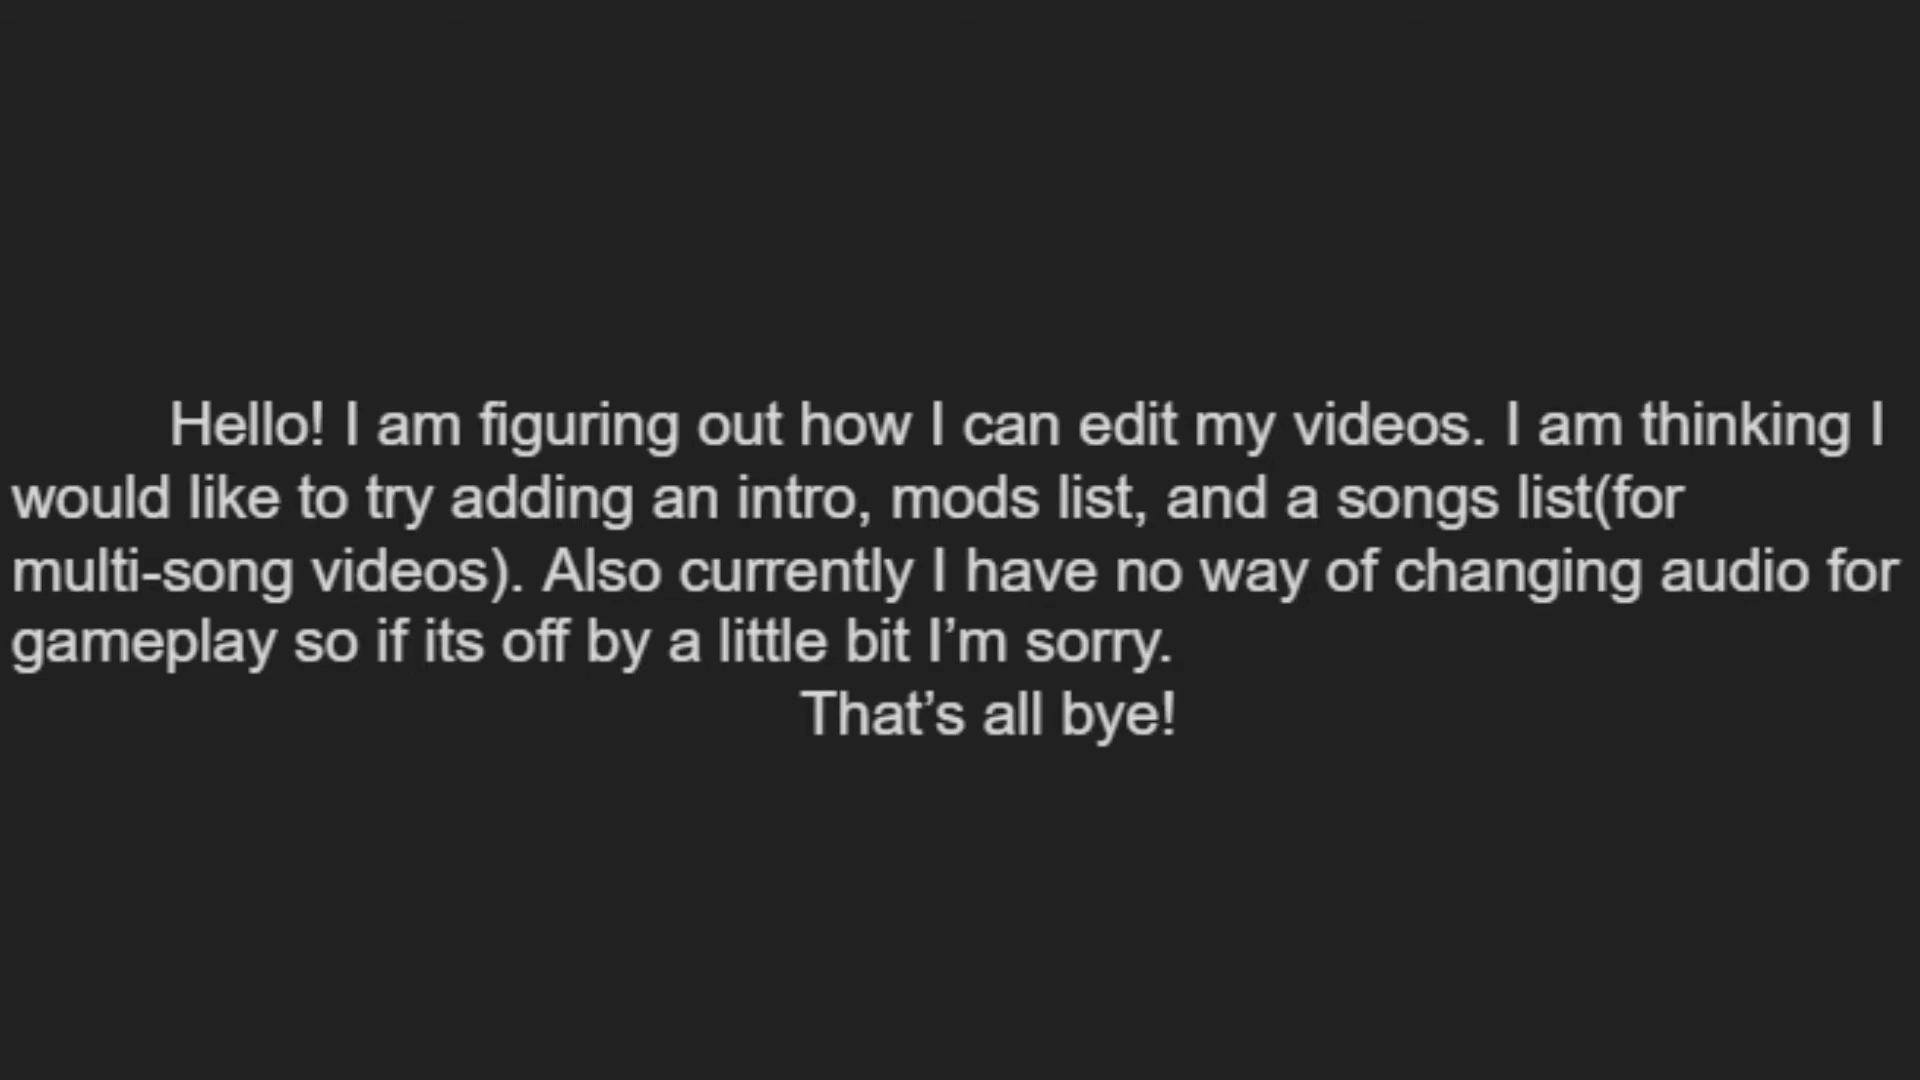 Hello! I am figuring out how I can edit my videos. I am thinking I
would like to try adding an intro, mods list, and a songs list(for
multi-song videos). Also currently I have no way of changing audio for
gameplay so if its off by a little bit I’m sorry.
That’s all bye!